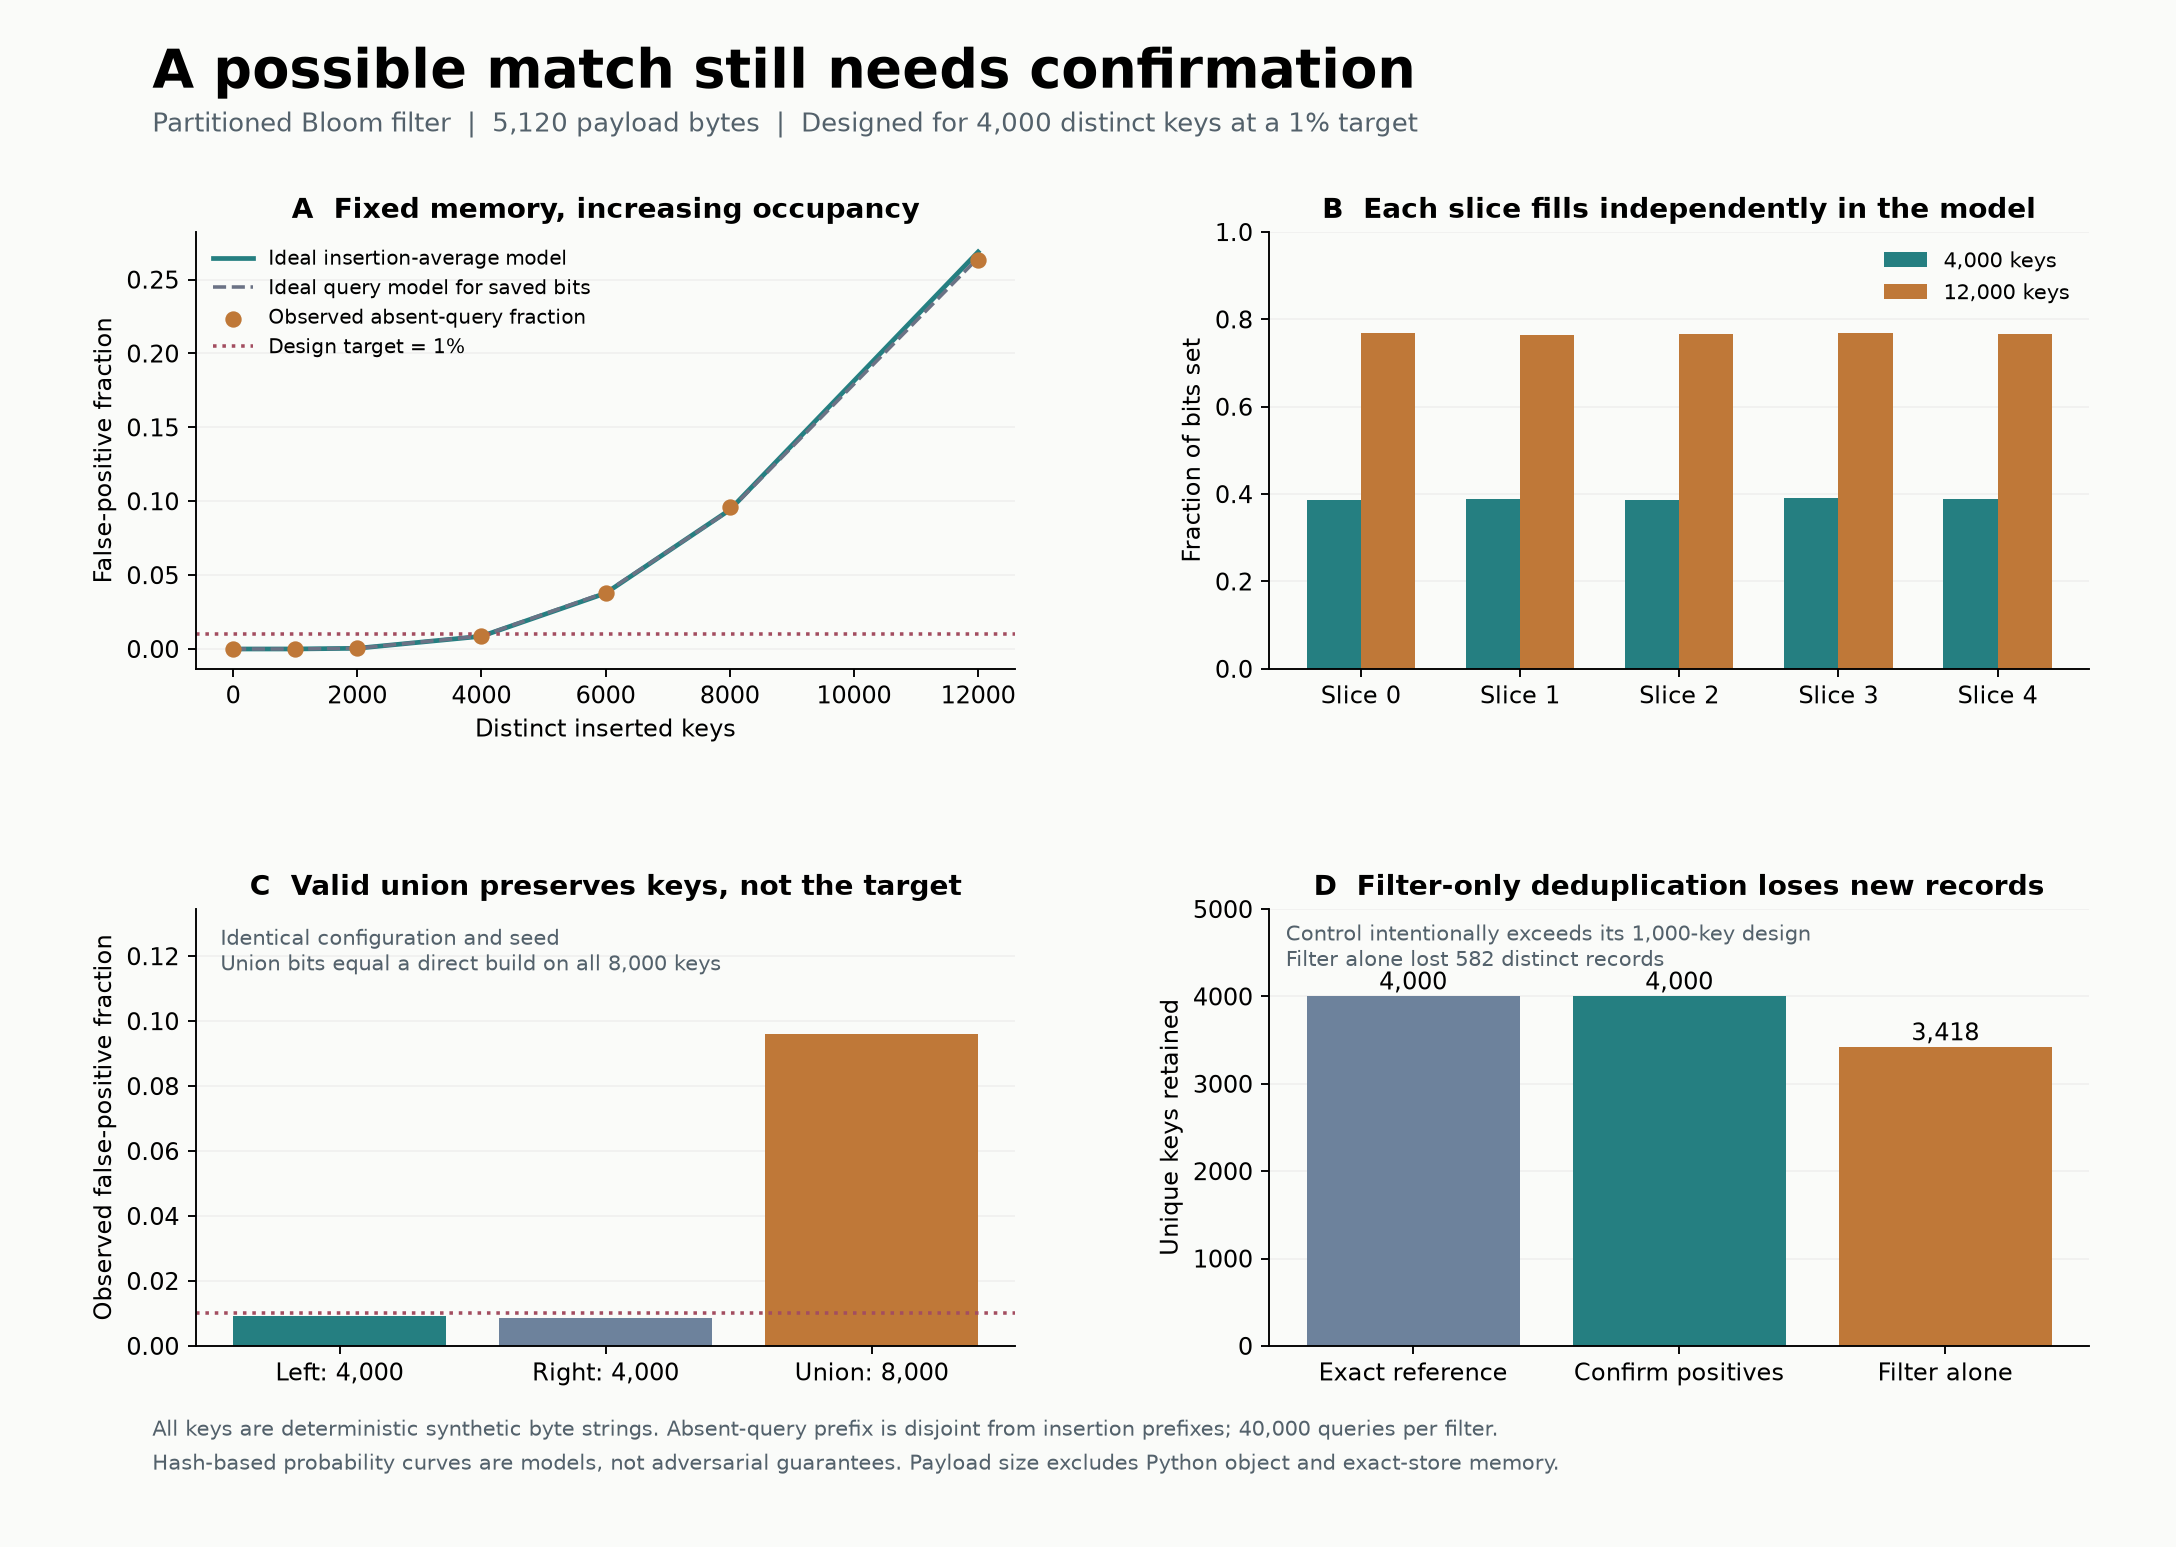 A possible match still needs confirmation
Partitioned Bloom filter | 5,120 payload bytes | Designed for 4,000 distinct keys at a 1% target
A Fixed memory, increasing occupancy
Ideal insertion-average model
Ideal query model for saved bits
Observed absent-query fraction
Design target = 1%
False-positive fraction
0.25
0.20
0.15
0.10
0.05
0.00
0 2000 4000 6000 8000 10000 12000
Distinct inserted keys
B Each slice fills independently in the model
4,000 keys
12,000 keys
Fraction of bits set
1.0
0.8
0.6
0.4
0.2
0.0
Slice 0 Slice 1 Slice 2 Slice 3 Slice 4
C Valid union preserves keys, not the target
Identical configuration and seed
Union bits equal a direct build on all 8,000 keys
Observed false-positive fraction
0.12
0.10
0.08
0.06
0.04
0.02
0.00
Left: 4,000 Right: 4,000 Union: 8,000
D Filter-only deduplication loses new records
Control intentionally exceeds its 1,000-key design
Filter alone lost 582 distinct records
4,000 4,000 3,418
Unique keys retained
5000
4000
3000
2000
1000
0
Exact reference Confirm positives Filter alone
All keys are deterministic synthetic byte strings. Absent-query prefix is disjoint from insertion prefixes; 40,000 queries per filter.
Hash-based probability curves are models, not adversarial guarantees. Payload size excludes Python object and exact-store memory.